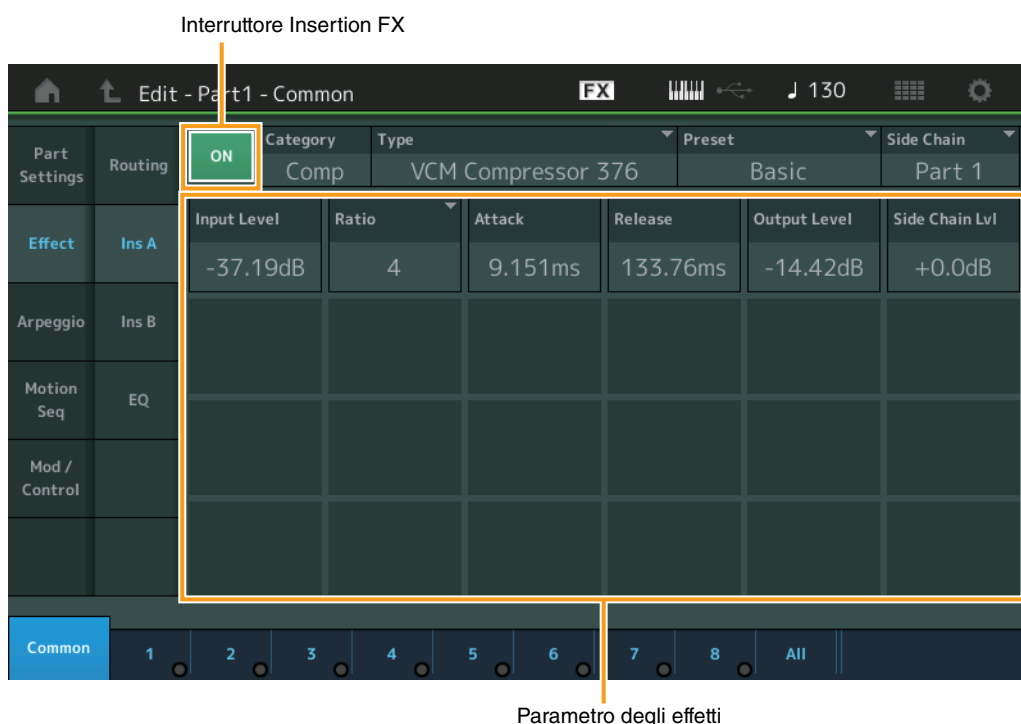 Interruttore Insertion FX
Edit - Part1 - Common
FX
♩ 130
Part
Settings
Routing
ON
Category
Comp
Type
VCM Compressor 376
Preset
Basic
Side Chain
Part 1
Effect
Ins A
Input Level
-37.19dB
Ratio
4
Attack
9.151ms
Release
133.76ms
Output Level
-14.42dB
Side Chain Lvl
+0.0dB
Arpeggio
Ins B
Motion
Seq
EQ
Mod /
Control
Common
1
2
3
4
5
6
7
8
All
Parametro degli effetti